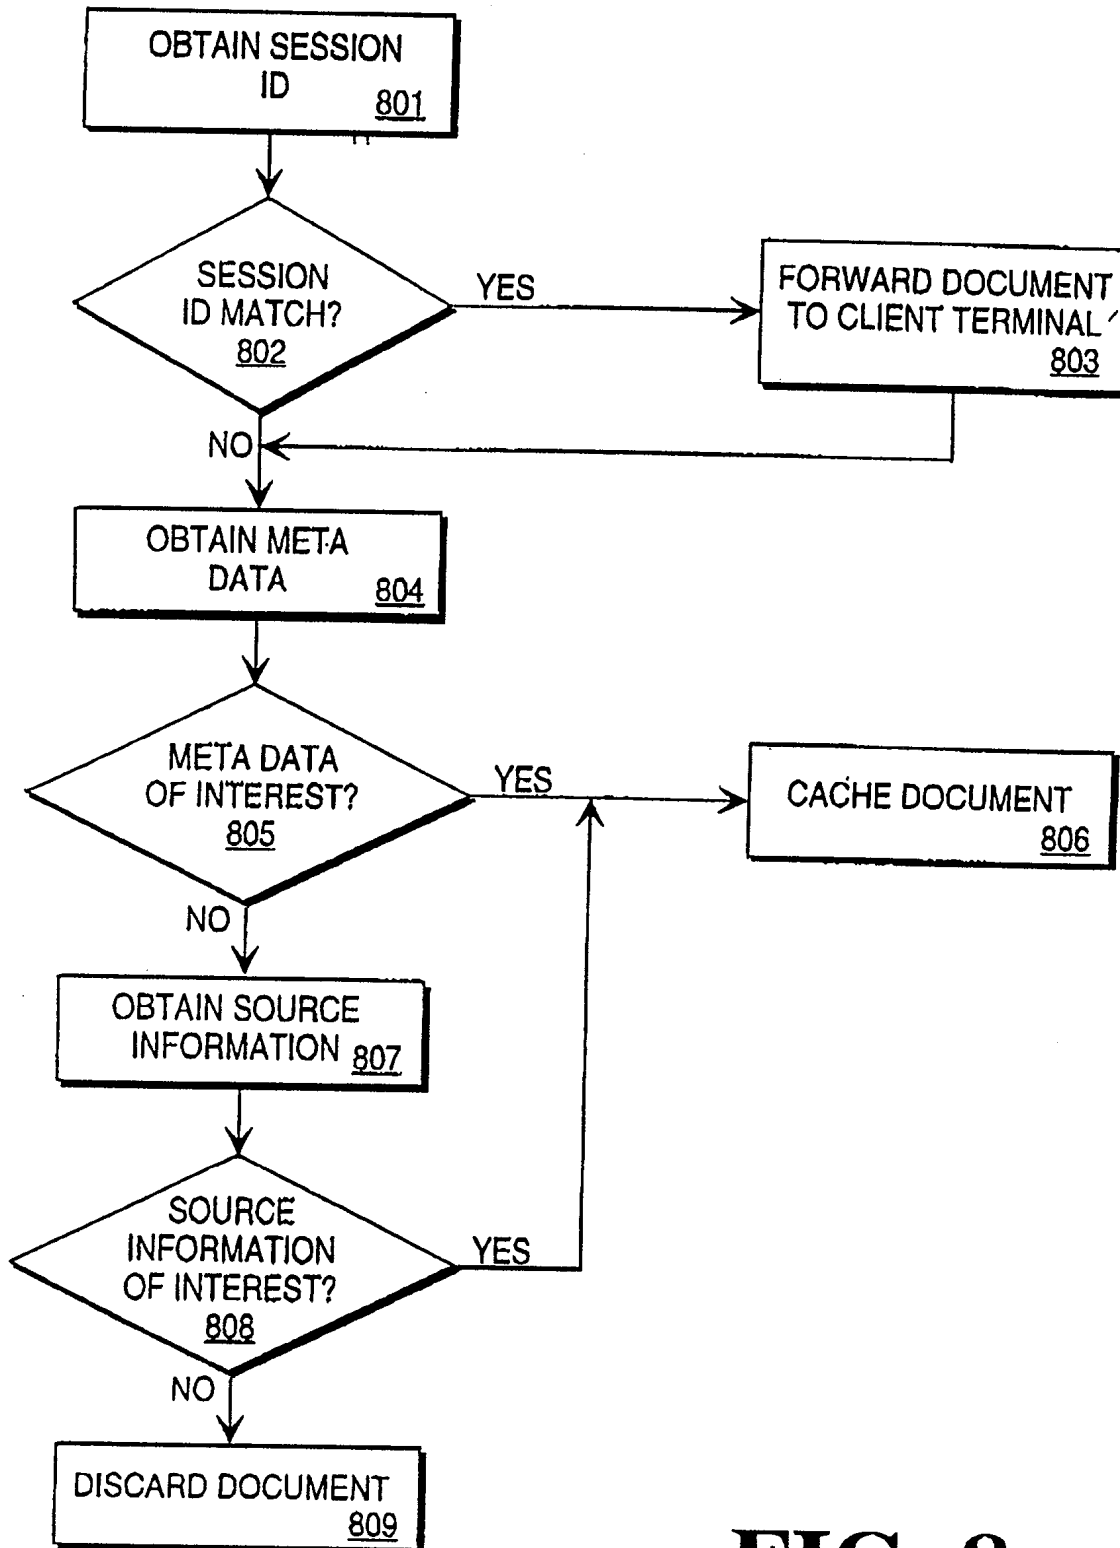 OBTAIN SESSION
ID
801
SESSION
ID MATCH?
802
YES
FORWARD DOCUMENT
TO CLIENT TERMINAL
803
NO
OBTAIN META
DATA
804
META DATA
OF INTEREST?
805
YES
CACHE DOCUMENT
806
NO
OBTAIN SOURCE
INFORMATION
807
SOURCE
INFORMATION
OF INTEREST?
808
YES
NO
DISCARD DOCUMENT
809
FIG. 8